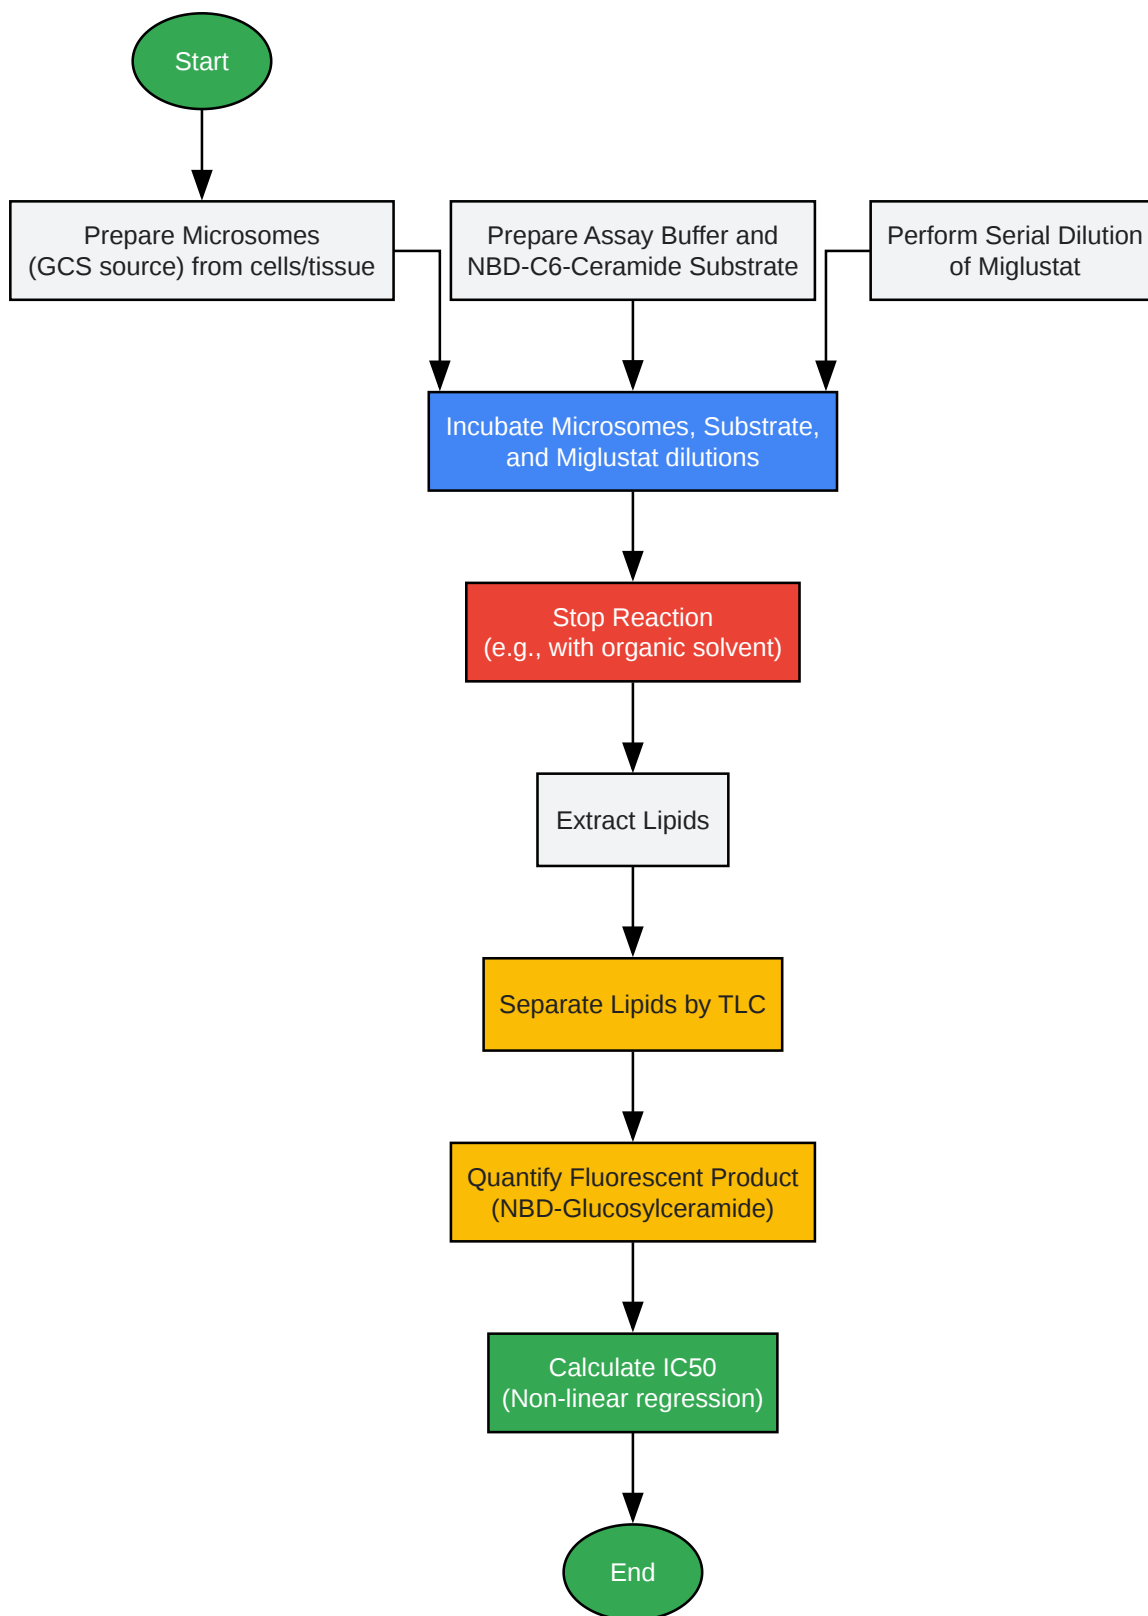 Start
Prepare Microsomes
(GCS source) from cells/tissue
Prepare Assay Buffer and
NBD-C6-Ceramide Substrate
Perform Serial Dilution
of Miglustat
Incubate Microsomes, Substrate,
and Miglustat dilutions
Stop Reaction
(e.g., with organic solvent)
Extract Lipids
Separate Lipids by TLC
Quantify Fluorescent Product
(NBD-Glucosylceramide)
Calculate IC50
(Non-linear regression)
End